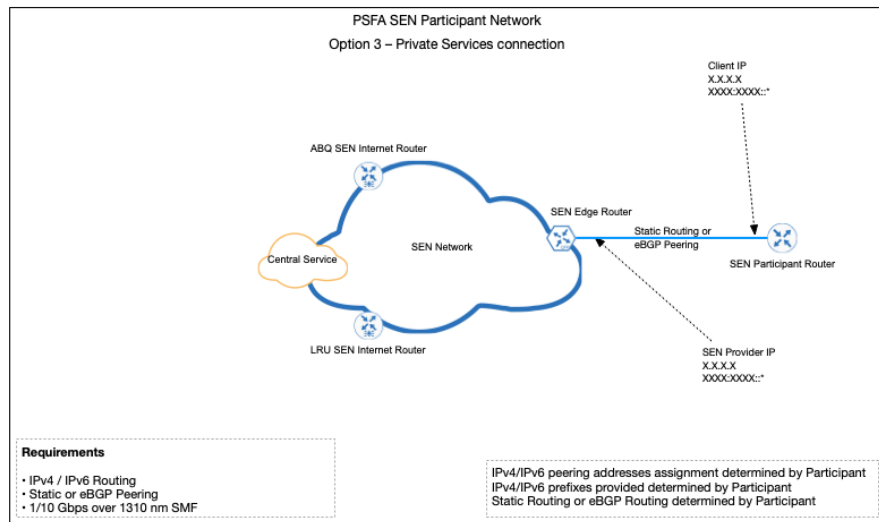 PSFA SEN Participant Network
Option 3 – Private Services connection
Client IP
X.X.X.X
XXXX:XXXX::*
ABQ SEN Internet Router
SEN Edge Router
Static Routing or
eBGP Peering
SEN Network
Central Service
SEN Participant Router
LRU SEN Internet Router
SEN Provider IP
X.X.X.X
XXXX:XXXX::*
Requirements
• IPv4 / IPv6 Routing
• Static or eBGP Peering
• 1/10 Gbps over 1310 nm SMF
IPv4/IPv6 peering addresses assignment determined by Participant
IPv4/IPv6 prefixes provided determined by Participant
Static Routing or eBGP Routing determined by Participant